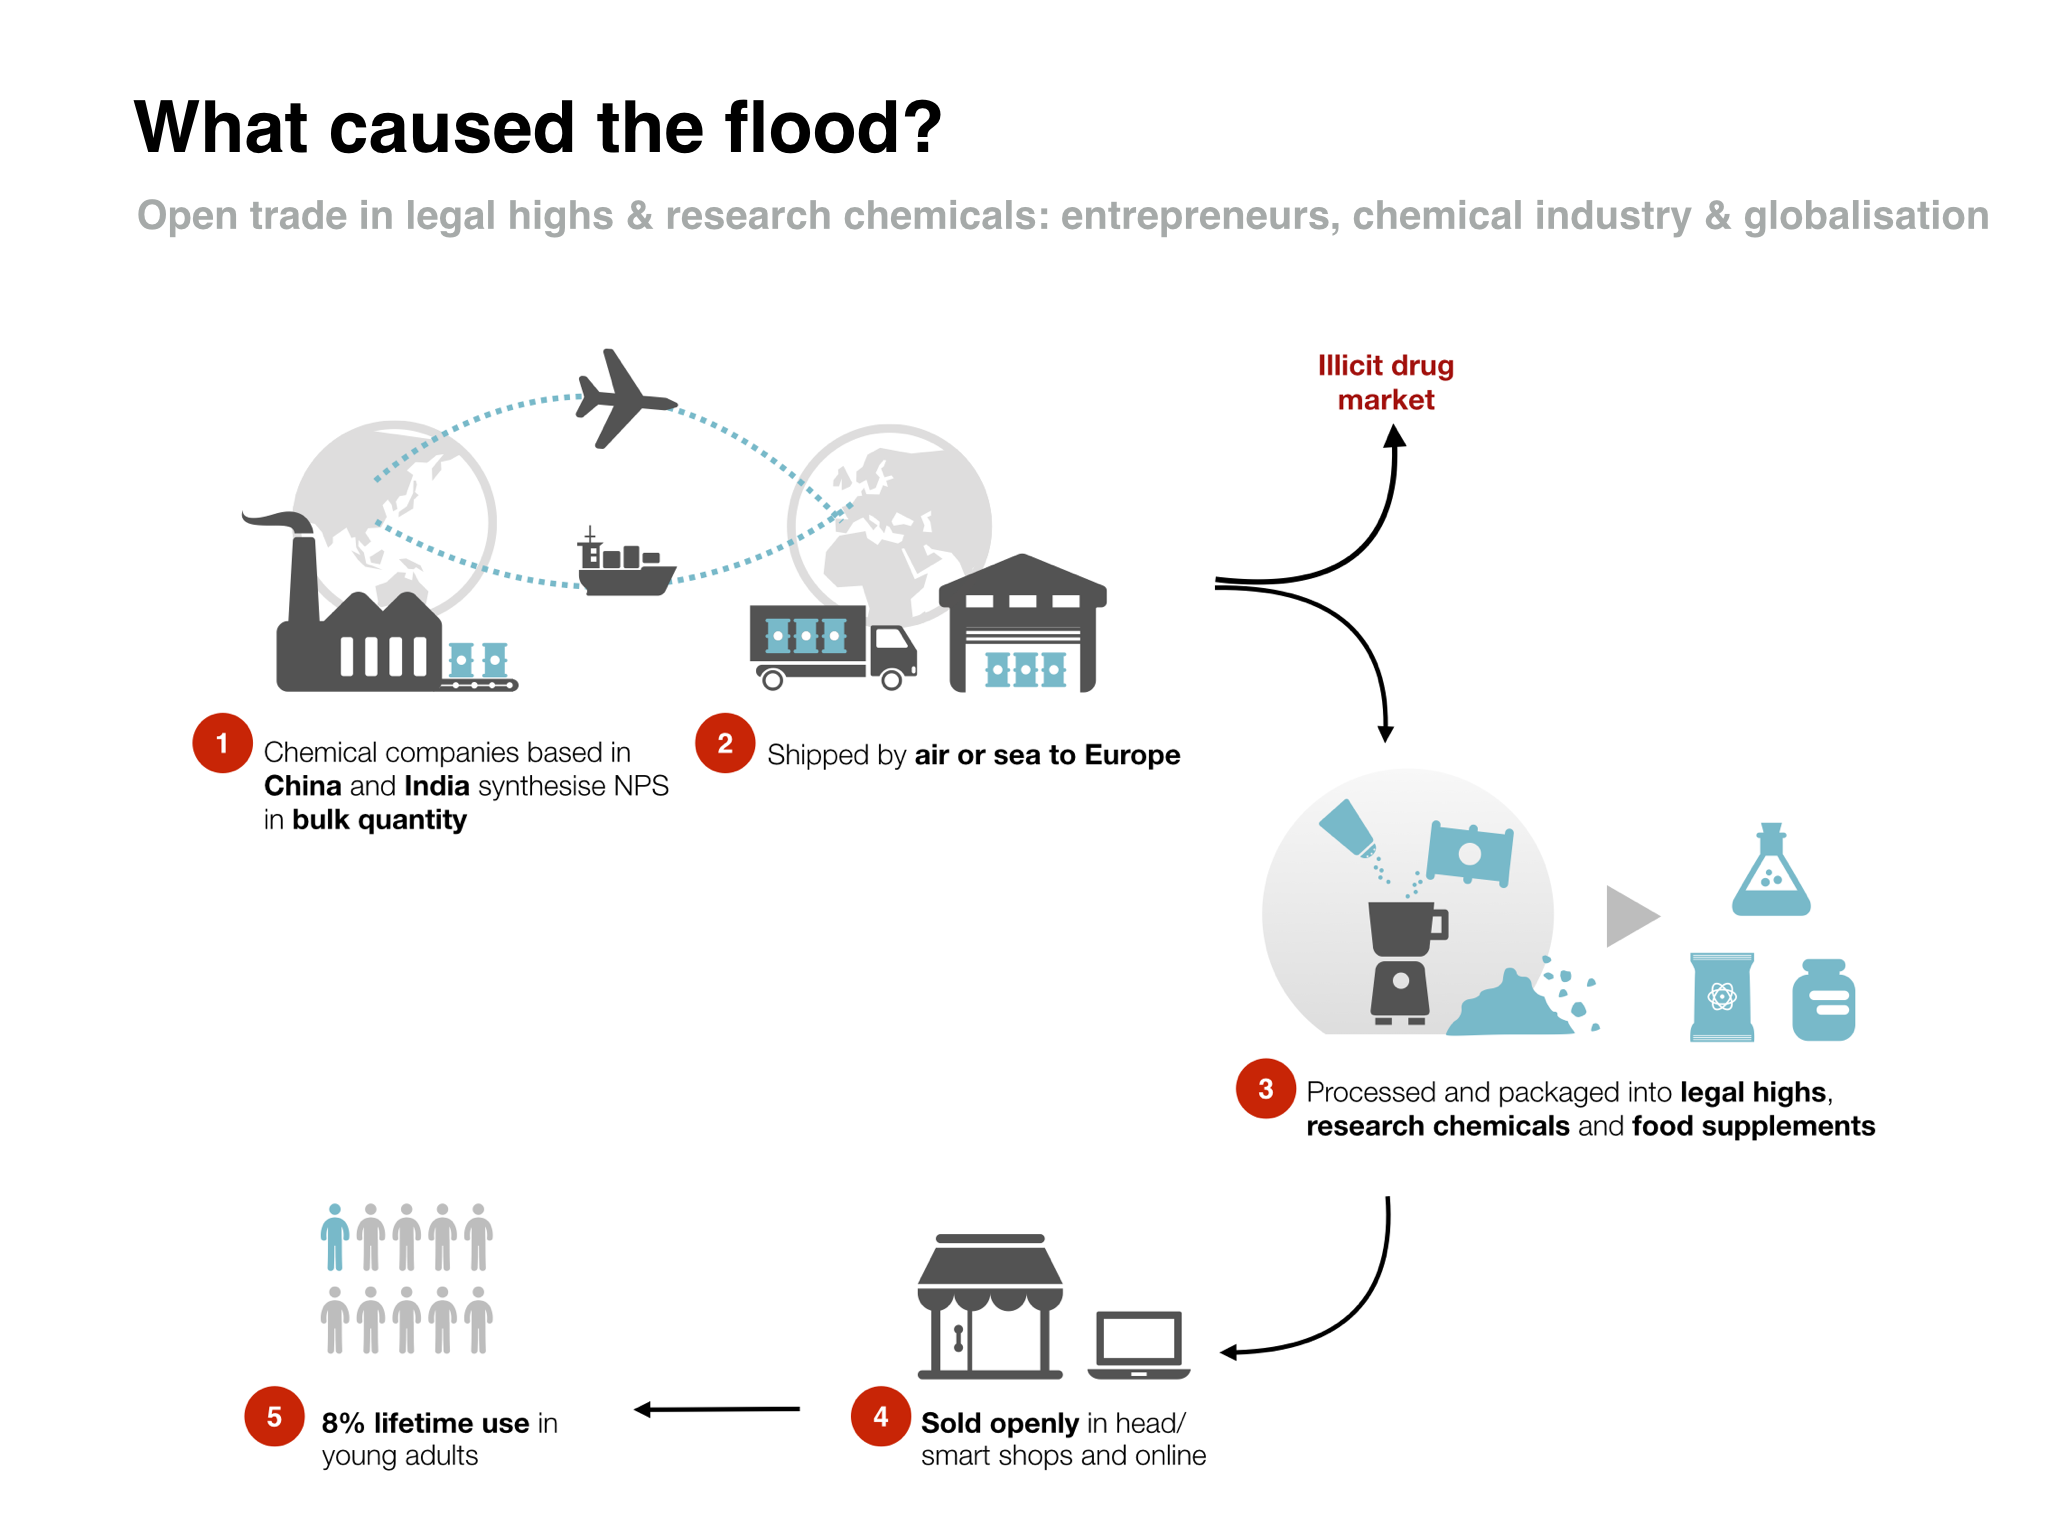 What caused the flood?
Open trade in legal highs & research chemicals: entrepreneurs, chemical industry & globalisation
Illicit drug
market
1
Chemical companies based in
China and India synthesise NPS
in bulk quantity
2
Shipped by air or sea to Europe
3
Processed and packaged into legal highs,
research chemicals and food supplements
4
Sold openly in head/
smart shops and online
5
8% lifetime use in
young adults